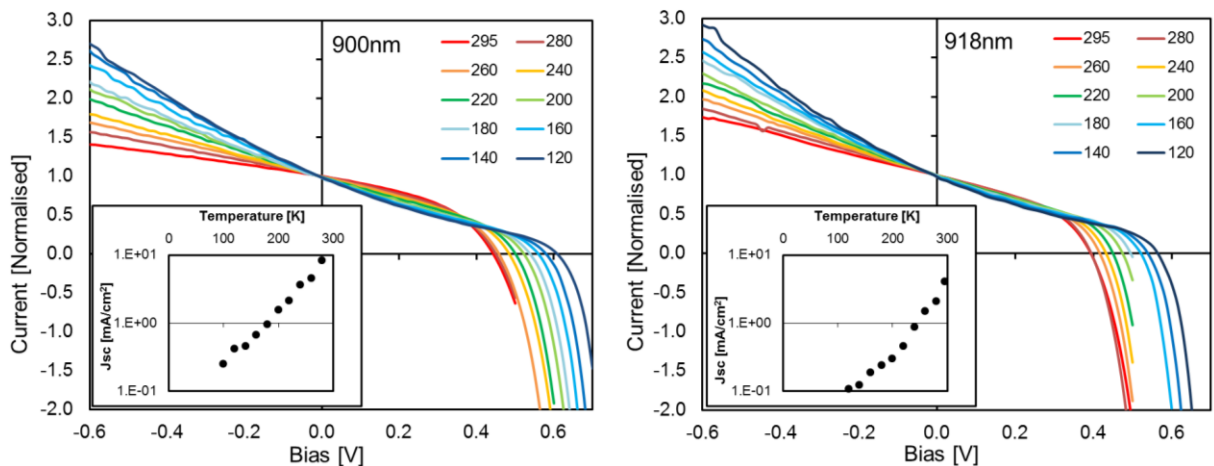 900nm
295 280
260 240
220 200
180 160
140 120
3.0
2.5
2.0
1.5
1.0
0.5
0.0
-0.5
-1.0
-1.5
-2.0
Current [Normalised]
-0.6 -0.4 -0.2 0.0 0.2 0.4 0.6
Bias [V]
Temperature [K]
0 100 200 300
1.E+01
1.E+00
1.E-01
Jsc [mA/cm²]
918nm
295 280
260 240
220 200
180 160
140 120
3.0
2.5
2.0
1.5
1.0
0.5
0.0
-0.5
-1.0
-1.5
-2.0
Current [Normalised]
-0.6 -0.4 -0.2 0.0 0.2 0.4 0.6
Bias [V]
Temperature [K]
0 100 200 300
1.E+01
1.E+00
1.E-01
Jsc [mA/cm²]